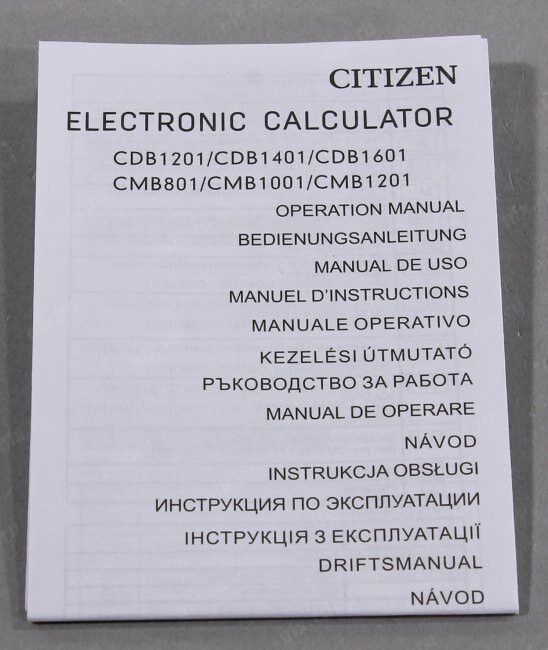 CITIZEN
ELECTRONIC CALCULATOR
CDB1201/CDB1401/CDB1601
CMB801/CMB1001/CMB1201
OPERATION MANUAL
BEDIENUNGSANLEITUNG
MANUAL DE USO
MANUEL D'INSTRUCTIONS
MANUALE OPERATIVO
KEZELÉSI ÚTMUTATÓ
РЪКОВОДСТВО ЗА РАБОТА
MANUAL DE OPERARE
NÁVOD
INSTRUKCJA OBSŁUGI
ИНСТРУКЦИЯ ПО ЭКСПЛУАТАЦИИ
ІНСТРУКЦІЯ З ЕКСПЛУАТАЦІЇ
DRIFTSMANUAL
NÁVOD